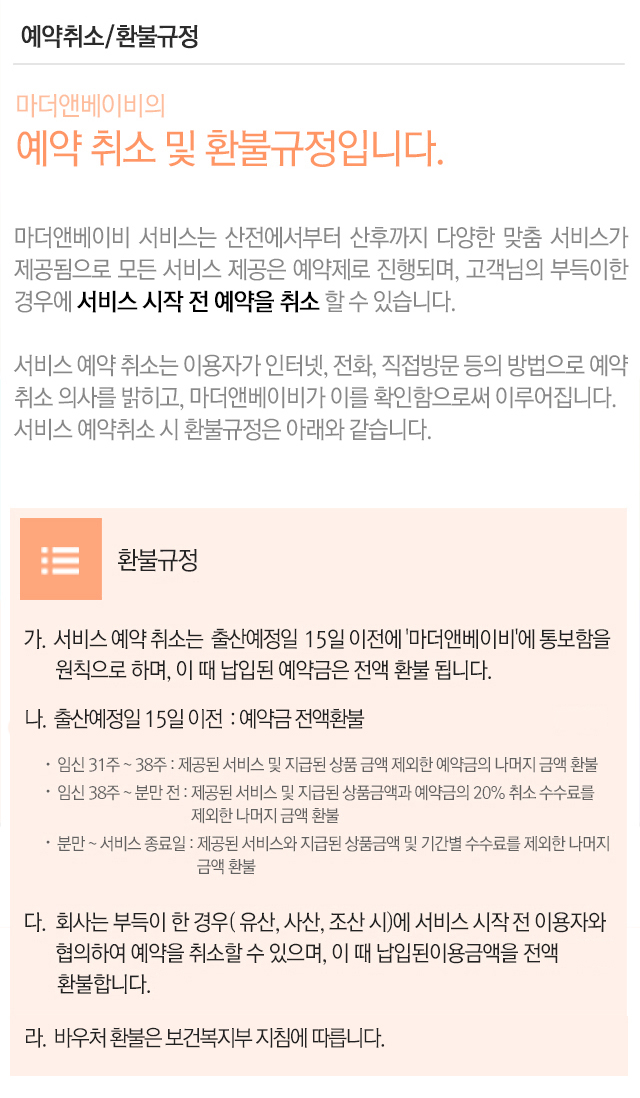 예약취소/환불규정
마더앤베이비의
예약 취소 및 환불규정입니다.
마더앤베이비 서비스는 산전에서부터 산후까지 다양한 맞춤 서비스가
제공됨으로 모든 서비스 제공은 예약제로 진행되며, 고객님의 부득이한
경우에 서비스 시작 전 예약을 취소 할 수 있습니다.
서비스 예약 취소는 이용자가 인터넷, 전화, 직접방문 등의 방법으로 예약
취소 의사를 밝히고, 마더앤베이비가 이를 확인함으로써 이루어집니다.
서비스 예약취소 시 환불규정은 아래와 같습니다.
환불규정
가. 서비스 예약 취소는 출산예정일 15일 이전에 '마더앤베이비'에 통보함을
원칙으로 하며, 이 때 납입된 예약금은 전액 환불 됩니다.
나. 출산예정일 15일 이전 : 예약금 전액환불
· 임신 31주 ~ 38주 : 제공된 서비스 및 지급된 상품 금액 제외한 예약금의 나머지 금액 환불
· 임신 38주 ~ 분만 전 : 제공된 서비스 및 지급된 상품금액과 예약금의 20% 취소 수수료를
제외한 나머지 금액 환불
· 분만 ~ 서비스 종료일 : 제공된 서비스와 지급된 상품금액 및 기간별 수수료를 제외한 나머지
금액 환불
다. 회사는 부득이 한 경우( 유산, 사산, 조산 시)에 서비스 시작 전 이용자와
협의하여 예약을 취소할 수 있으며, 이 때 납입된이용금액을 전액
환불합니다.
라. 바우처 환불은 보건복지부 지침에 따릅니다.